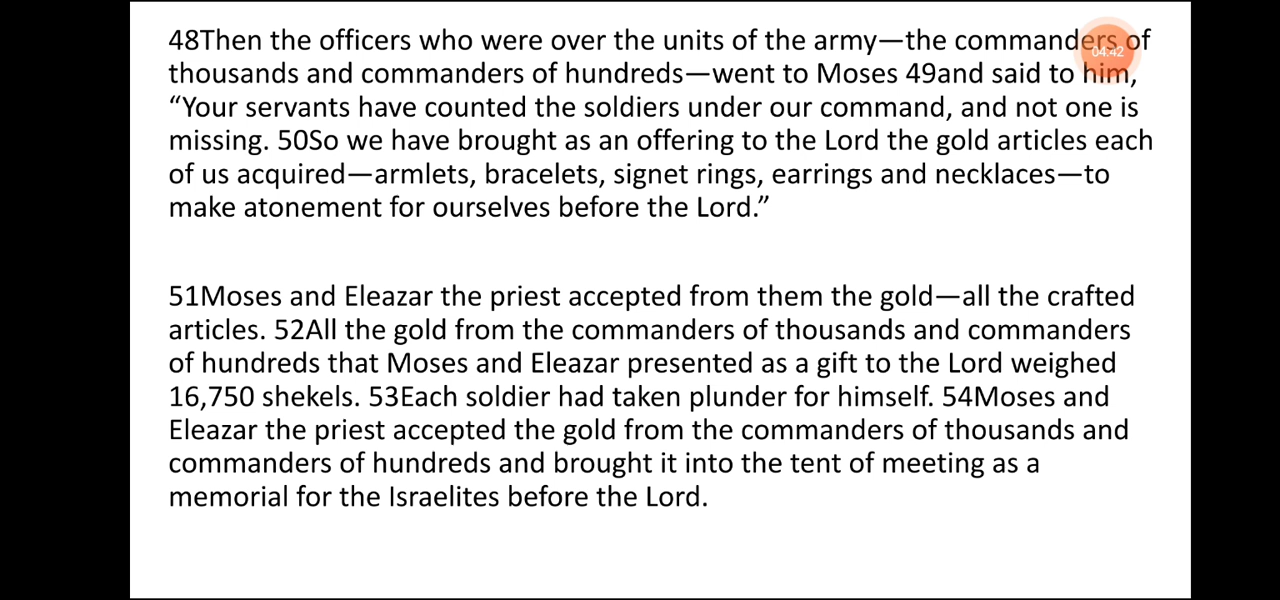 48Then the officers who were over the units of the army—the commanders of
thousands and commanders of hundreds—went to Moses 49and said to him,
“Your servants have counted the soldiers under our command, and not one is
missing. 50So we have brought as an offering to the Lord the gold articles each
of us acquired—armlets, bracelets, signet rings, earrings and necklaces—to
make atonement for ourselves before the Lord.”
51Moses and Eleazar the priest accepted from them the gold—all the crafted
articles. 52All the gold from the commanders of thousands and commanders
of hundreds that Moses and Eleazar presented as a gift to the Lord weighed
16,750 shekels. 53Each soldier had taken plunder for himself. 54Moses and
Eleazar the priest accepted the gold from the commanders of thousands and
commanders of hundreds and brought it into the tent of meeting as a
memorial for the Israelites before the Lord.
04:42